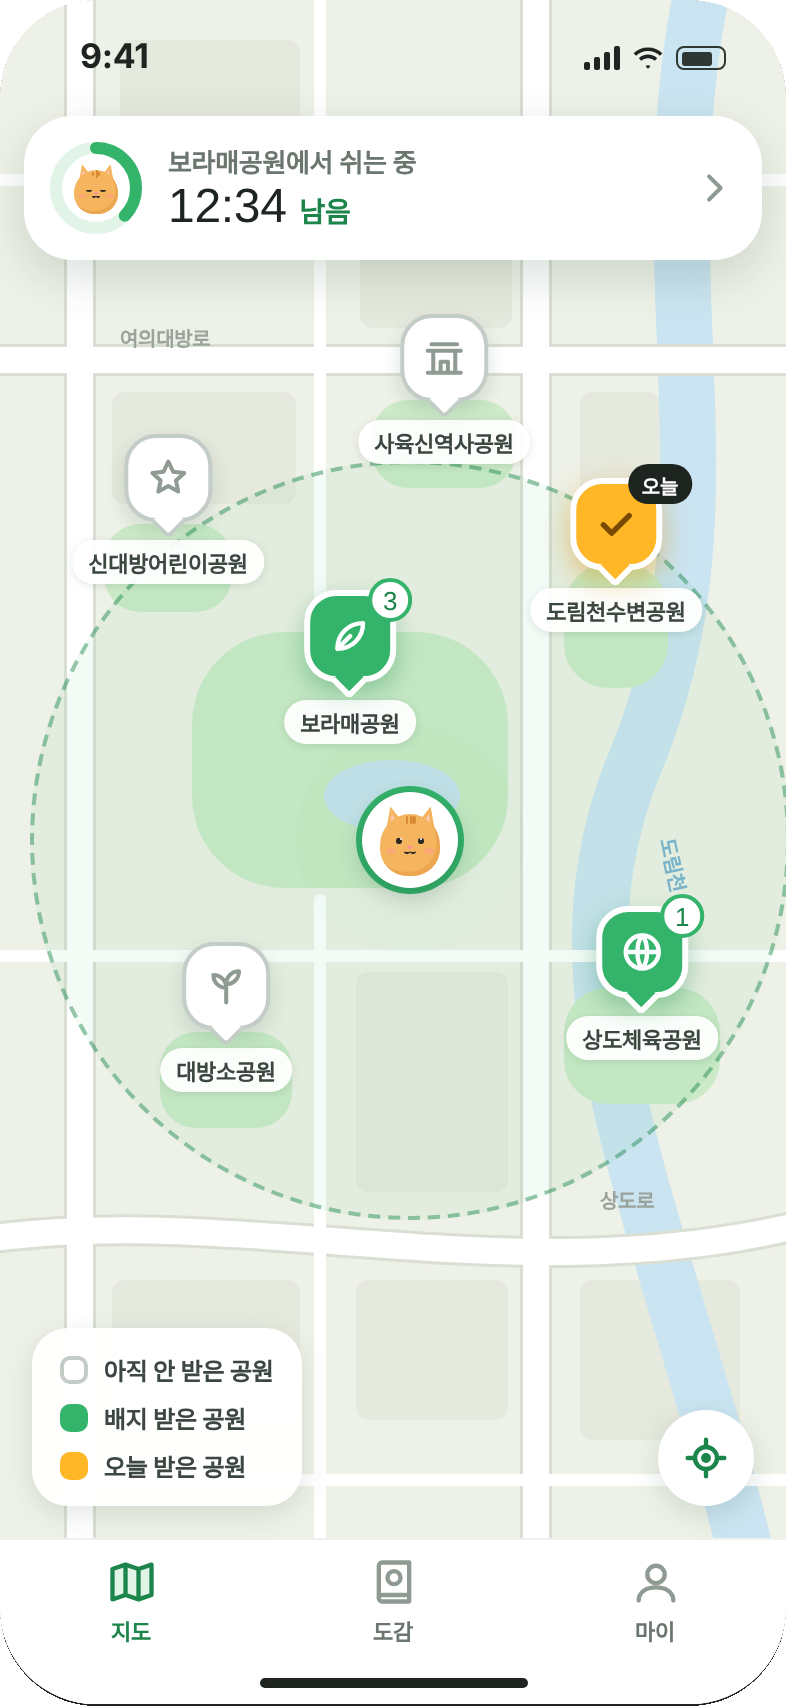 9:41
보라매공원에서 쉬는 중
12:34 남음
여의대방로
사육신역사공원
오늘
신대방어린이공원
도림천수변공원
3
보라매공원
도림천
1
대방소공원
상도체육공원
상도로
아직 안 받은 공원
배지 받은 공원
오늘 받은 공원
지도
도감
마이